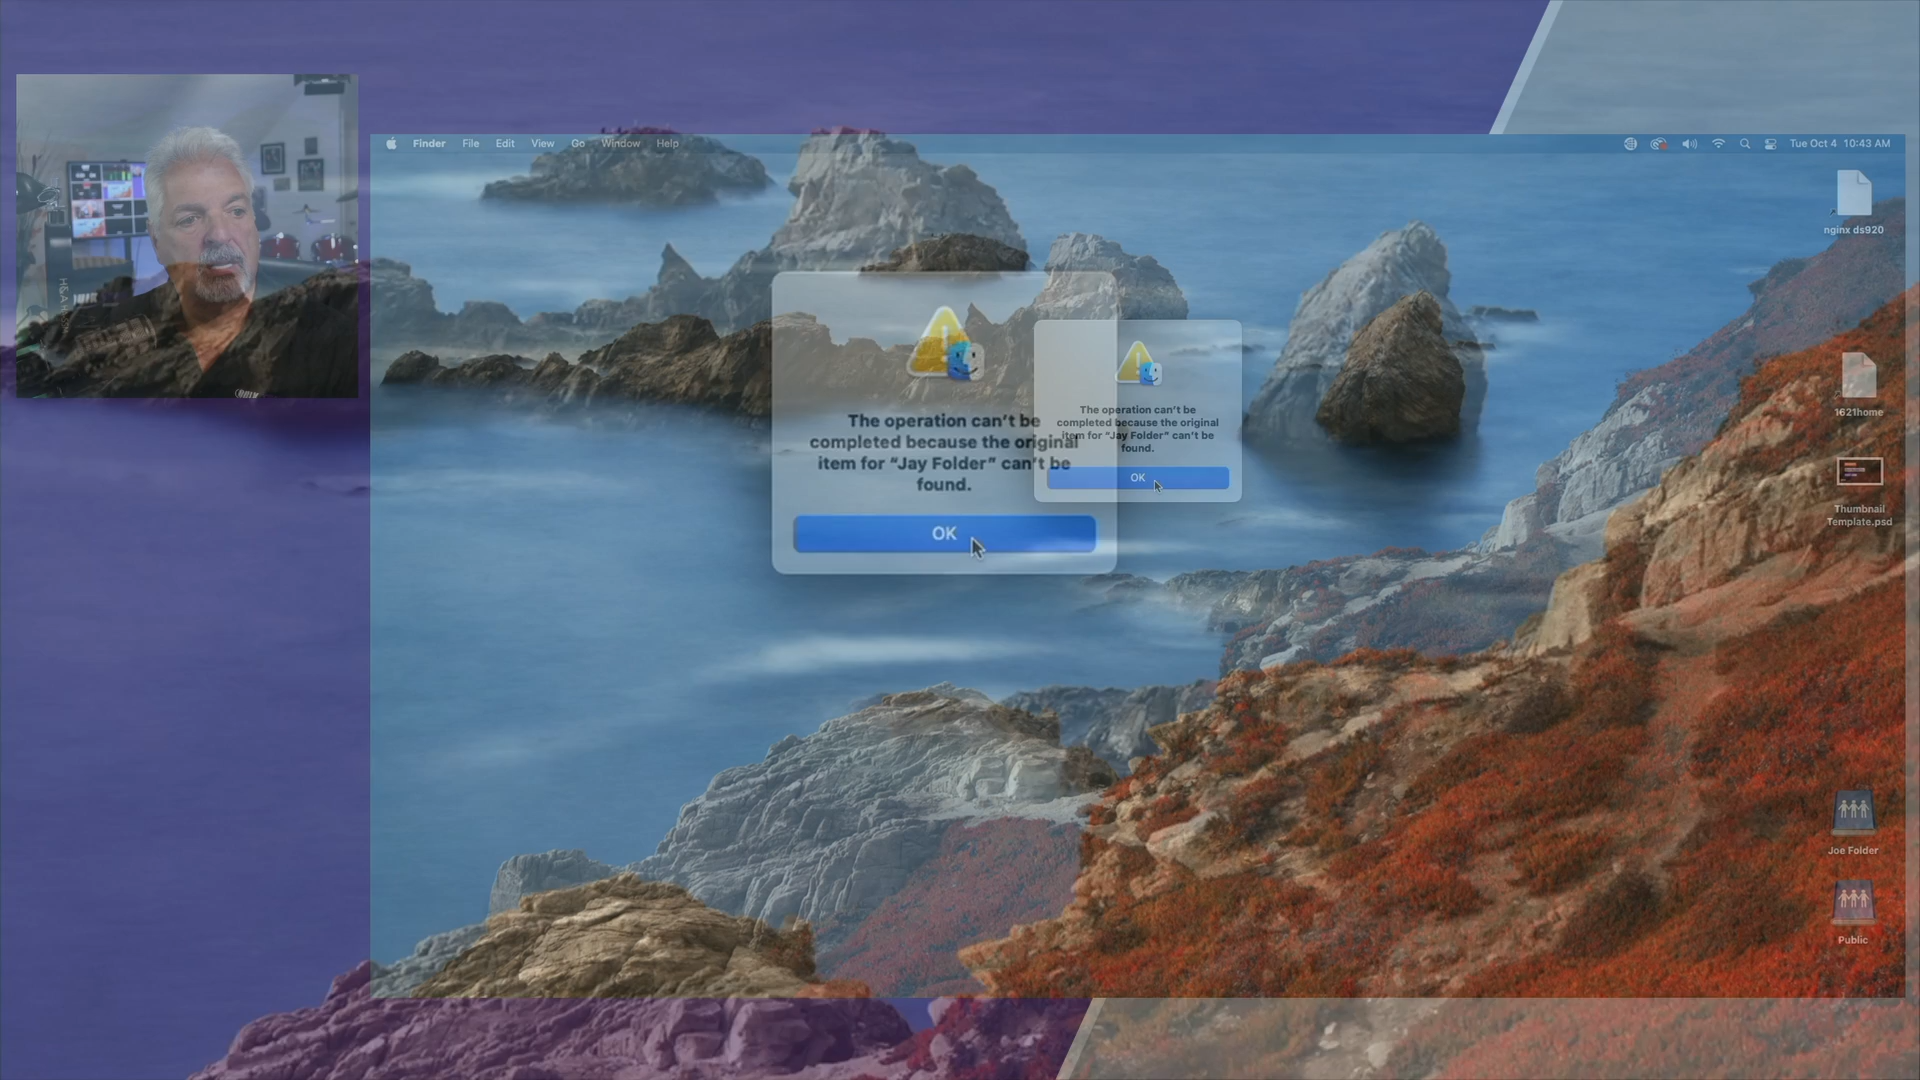 Finder File Edit View Go Window Help
Tue Oct 4 10:43 AM
nginx ds920
The operation can't be
completed because the original
item for “Jay Folder” can't be
found.
OK
The operation can't be
completed because the original
item for “Jay Folder” can't be
found.
OK
1621home
Thumbnail
Template.psd
Joe Folder
Public